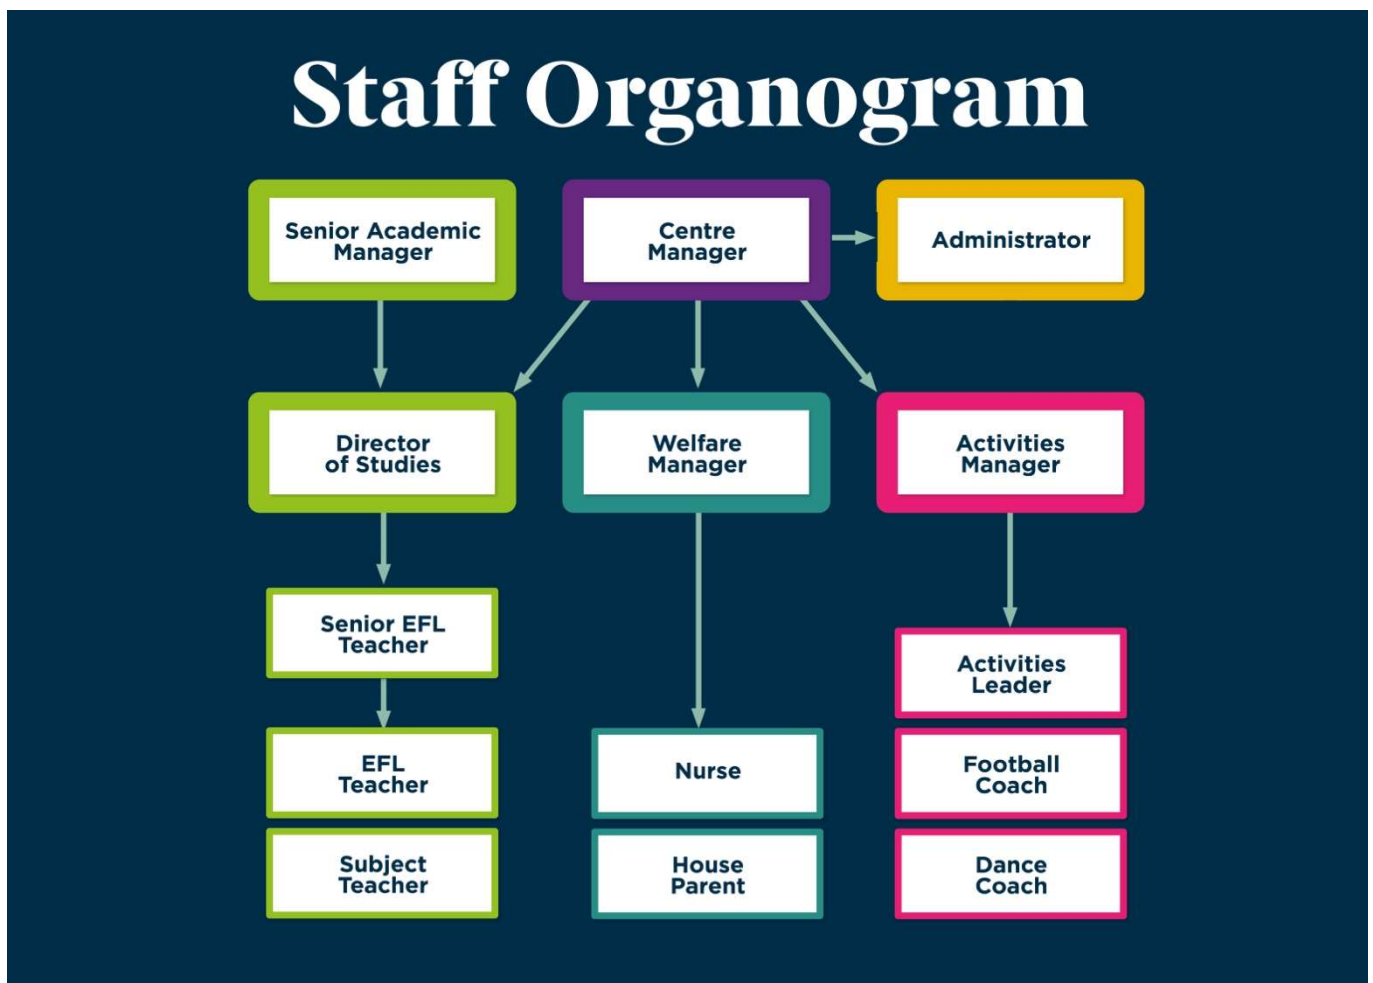 Staff Organogram
Senior Academic
Manager
Centre
Manager
Administrator
Director
of Studies
Welfare
Manager
Activities
Manager
Senior EFL
Teacher
Activities
Leader
EFL
Teacher
Nurse
Football
Coach
Subject
Teacher
House
Parent
Dance
Coach